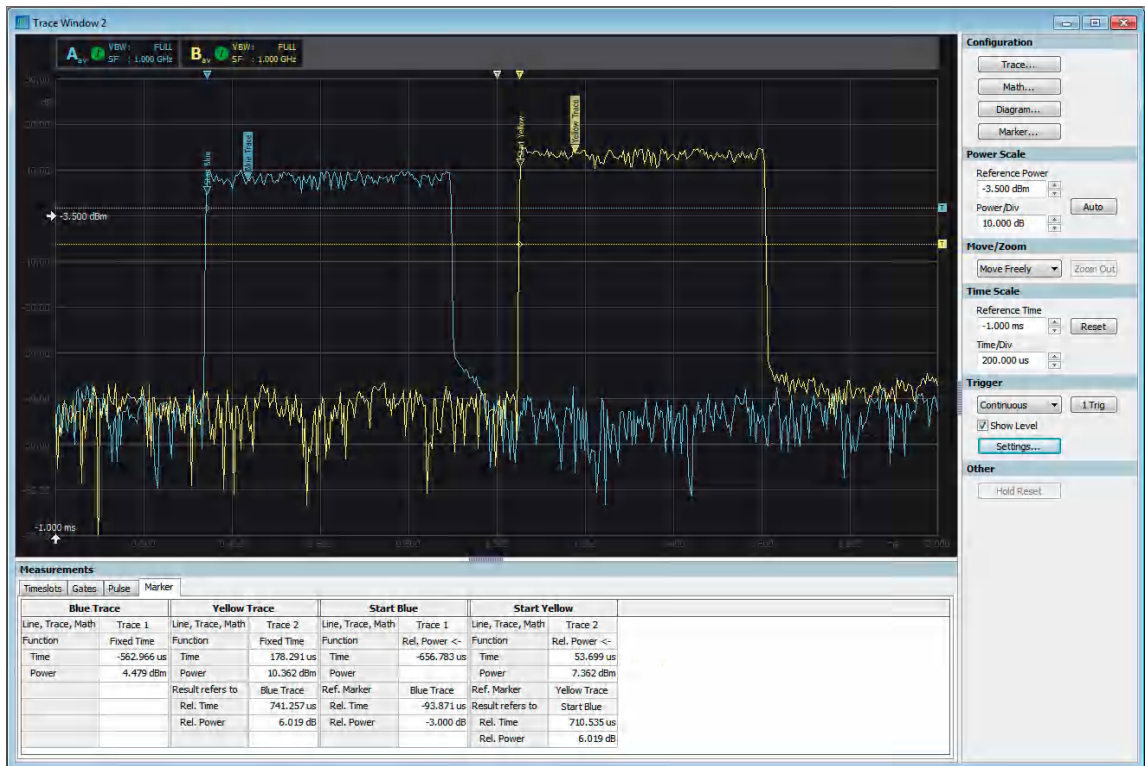 Trace Window 2
A av VBW: FULL
SF : 1.000 GHz
B av VBW: FULL
SF : 1.000 GHz
Start Blue
Blue Trace
Start Yellow
Yellow Trace
-3.500 dBm
T
T
-1.000 ms
Configuration
Trace...
Math...
Diagram...
Marker...
Power Scale
Reference Power
-3.500 dBm
Power/Div
10.000 dB
Auto
Move/Zoom
Move Freely
Zoom Out
Time Scale
Reference Time
-1.000 ms
Reset
Time/Div
200.000 us
Trigger
Continuous
1 Trig
Show Level
Settings...
Other
Hold Reset
Measurements
Timeslots Gates Pulse Marker
Blue Trace Yellow Trace Start Blue Start Yellow
Line, Trace, Math Trace 1 Line, Trace, Math Trace 2 Line, Trace, Math Trace 1 Line, Trace, Math Trace 2
Function Fixed Time Function Fixed Time Function Rel. Power <- Function Rel. Power <-
Time -562.966 us Time 178.291 us Time -656.783 us Time 53.699 us
Power 4.479 dBm Power 10.362 dBm Power Power 7.362 dBm
Result refers to Blue Trace Ref. Marker Blue Trace Ref. Marker Yellow Trace
Rel. Time 741.257 us Rel. Time -93.871 us Result refers to Start Blue
Rel. Power 6.019 dB Rel. Power -3.000 dB Rel. Time 710.535 us
Rel. Power 6.019 dB